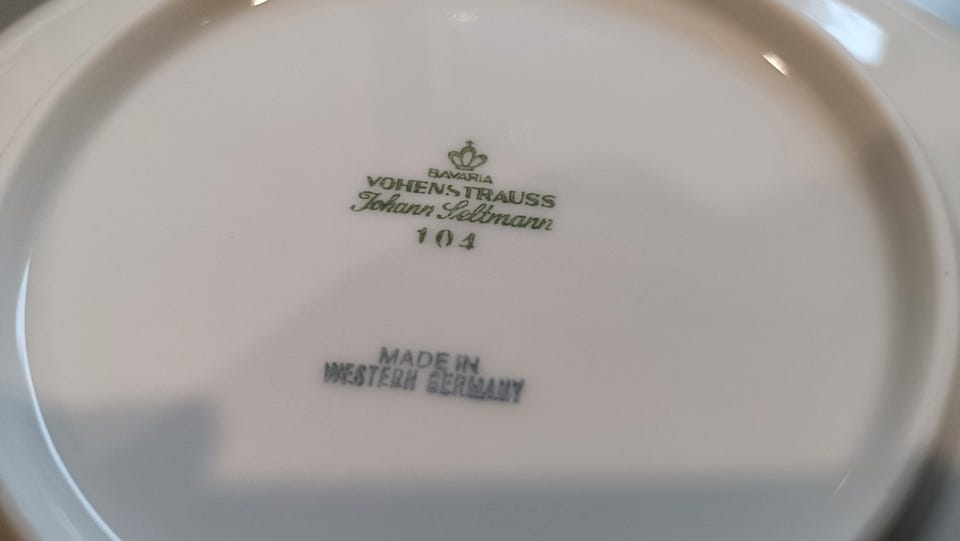 BAVARIA
VOHENSTRAUSS
Johann Seltmann
104
MADE IN
WESTERN GERMANY